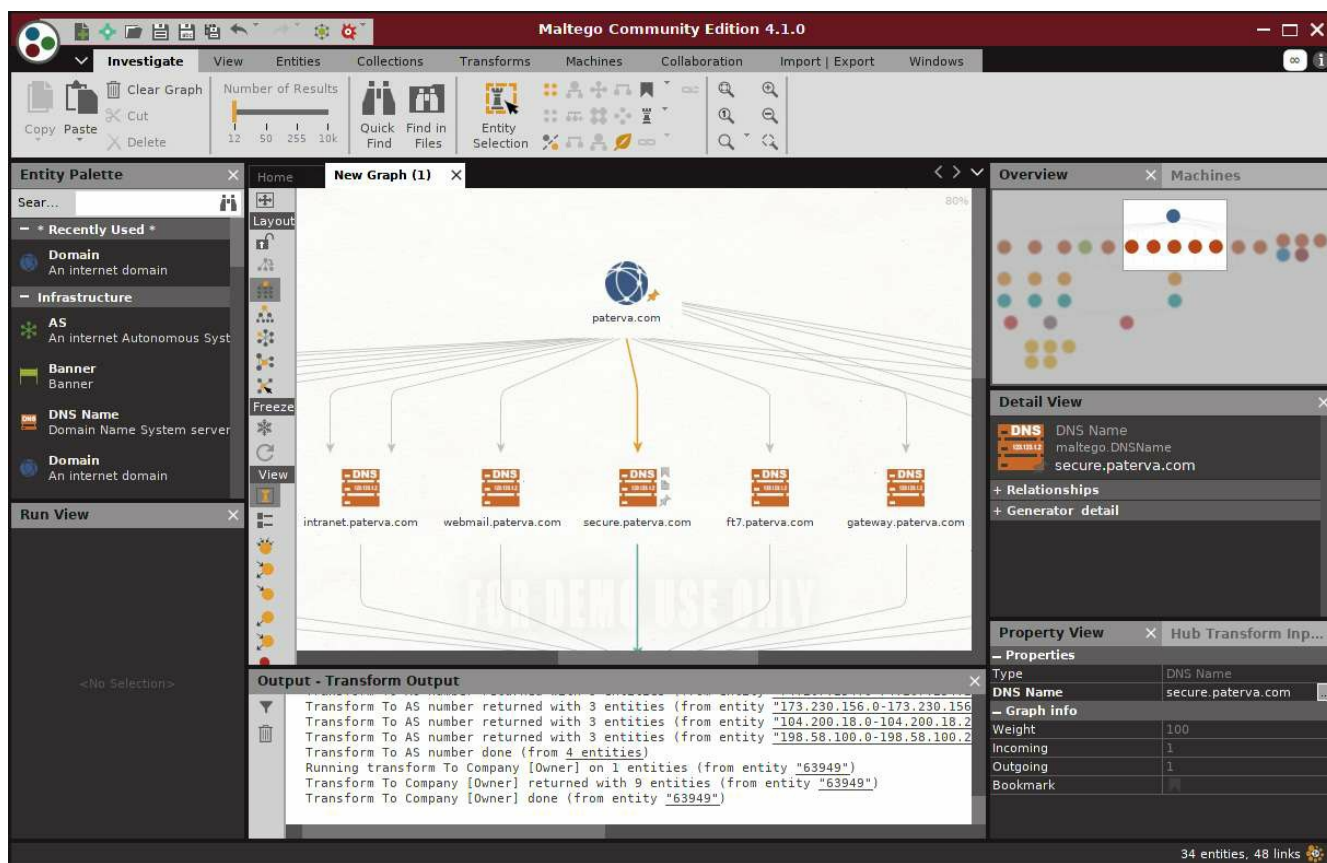 Maltego Community Edition 4.1.0
Investigate View Entities Collections Transforms Machines Collaboration Import | Export Windows
Clear Graph
Cut
Delete
Copy Paste
Number of Results
12 50 255 10k
Quick Find
Find in Files
Entity Selection
Entity Palette
Sear...
* Recently Used *
Domain
An internet domain
Infrastructure
AS
An internet Autonomous Syst
Banner
Banner
DNS Name
Domain Name System server
Domain
An internet domain
Run View
<No Selection>
Home New Graph (1)
80%
Layout
Freeze
View
paterva.com
DNS DNS DNS DNS DNS
intranet.paterva.com webmail.paterva.com secure.paterva.com ft7.paterva.com gateway.paterva.com
FOR DEMO USE ONLY
Output - Transform Output
Transform To AS number returned with 3 entities (from entity "173.230.156.0-173.230.156
Transform To AS number returned with 3 entities (from entity "104.200.18.0-104.200.18.2
Transform To AS number returned with 3 entities (from entity "198.58.100.0-198.58.100.2
Transform To AS number done (from 4 entities)
Running transform To Company [Owner] on 1 entities (from entity "63949")
Transform To Company [Owner] returned with 9 entities (from entity "63949")
Transform To Company [Owner] done (from entity "63949")
Overview Machines
Detail View
DNS
DNS Name
maltego.DNSName
secure.paterva.com
+ Relationships
+ Generator detail
Property View Hub Transform Inp...
Properties
Type DNS Name
DNS Name secure.paterva.com
Graph info
Weight 100
Incoming 1
Outgoing 1
Bookmark
34 entities, 48 links